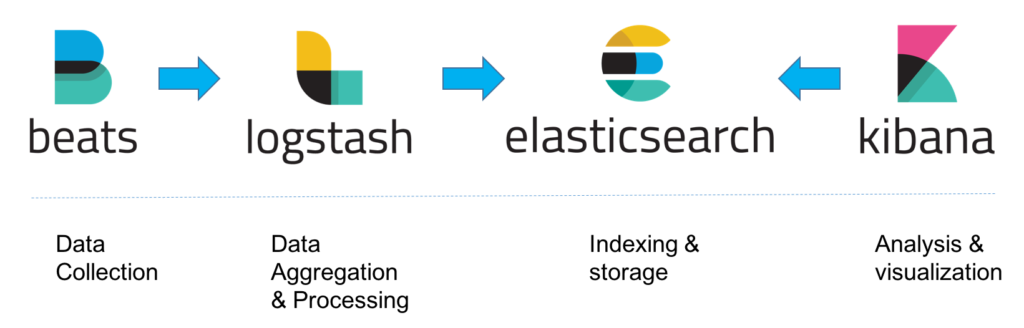 beats
logstash
elasticsearch
kibana
Data
Collection
Data
Aggregation
& Processing
Indexing &
storage
Analysis &
visualization